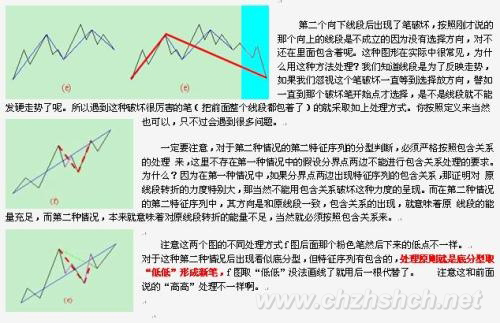 第二个向下线段后出现了笔破坏，按照刚才说的
那个向上的线段是不成立的因为没有选择方向，对不
还在里面包含着呢。这种图形在实际中很常见，为什
么用这种方法处理？我们知道线段是为了反映走势，
如果我们忽视这个笔破坏一直等到选择放方向，譬如
一直到那个破坏笔开始点才选择，是不是线段就不能
发硬走势了呢。所以遇到这种破坏很厉害的笔（把前面整个线段都包着了）的就采取如上处理方式。你按照定义来当然
也可以，只不过会遇到很多问题。
(e)
(e)
一定要注意，对于第二种情况的第二特征序列的分型判断，必须严格按照包含关系
的处理 来，这里不存在第一种情况中的假设分界点两边不能进行包含关系处理的要求。
为什么？因为在第一种情况中，如果分界点两边出现特征序列的包含关系，那证明对 原
线段转折的力度特别大，那当然不能用包含关系破坏这种力度的呈现。而在第二种情况
的第二特征序列中，其方向是和原线段一致，包含关系的出现，就意味着原 线段的能
量充足，而第二种情况，本来就意味着对原线段转折的能量不足，当然就必须按照包含关系来。
(f)
注意这两个图的不同处理方式 f 图后面那个粉色笔然后下来的低点不一样。
对于这种第二种情况后出现看似底分型，但特征序列有包含的，处理原则就是底分型取
“低低”形成新笔，f 图取“低低”没法画线了就用后一根代替了。 注意这和前面
说的“高高”处理不一样啊。
(e)
www.chzhshch.net